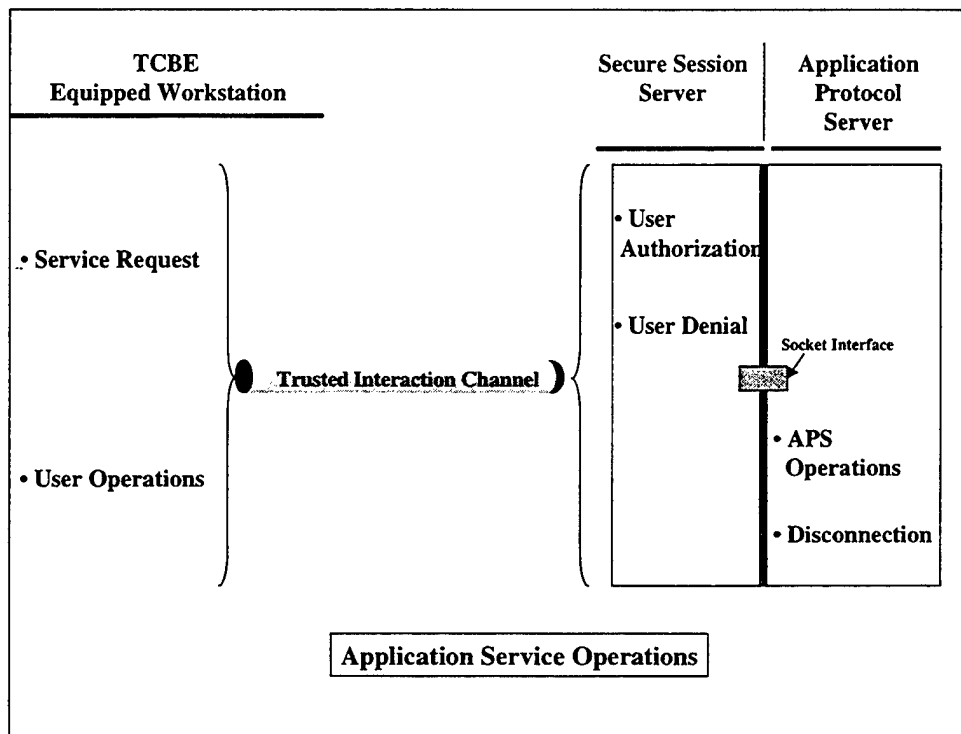 TCBE
Equipped Workstation
Secure Session
Server
Application
Protocol
Server
• Service Request
• User Operations
Trusted Interaction Channel
• User
Authorization
• User Denial
Socket Interface
• APS
Operations
• Disconnection
Application Service Operations